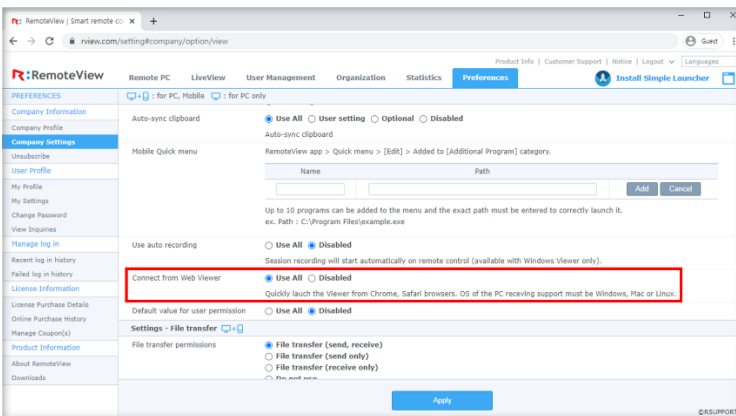 RemoteView | Smart remote co
rview.com/setting#company/option/view
Guest
Product Info | Customer Support | Notice | Logout
Languages
RemoteView
Remote PC
LiveView
User Management
Organization
Statistics
Preferences
Install Simple Launcher
PREFERENCES
: for PC, Mobile
: for PC only
Company Information
Company Profile
Company Settings
Unsubscribe
User Profile
My Profile
My Settings
Change Password
View Inquiries
Manage log in
Recent log in history
Failed log in history
License Information
License Purchase Details
Online Purchase History
Manage Coupon(s)
Product Information
About RemoteView
Downloads
Auto-sync clipboard
Use All
User setting
Optional
Disabled
Auto-sync clipboard
Mobile Quick menu
RemoteView app > Quick menu > [Edit] > Added to [Additional Program] category.
Name
Path
Add
Cancel
Up to 10 programs can be added to the menu and the exact path must be entered to correctly launch it.
ex. Path : C:\Program Files\example.exe
Use auto recording
Use All
Disabled
Session recording will start automatically on remote control (available with Windows Viewer only).
Connect from Web Viewer
Use All
Disabled
Quickly lauch the Viewer from Chrome, Safari browsers. OS of the PC receving support must be Windows, Mac or Linux.
Default value for user permission
Use All
Disabled
Settings - File transfer
File transfer permissions
File transfer (send, receive)
File transfer (send only)
File transfer (receive only)
Do not use
Apply
©RSUPPORT